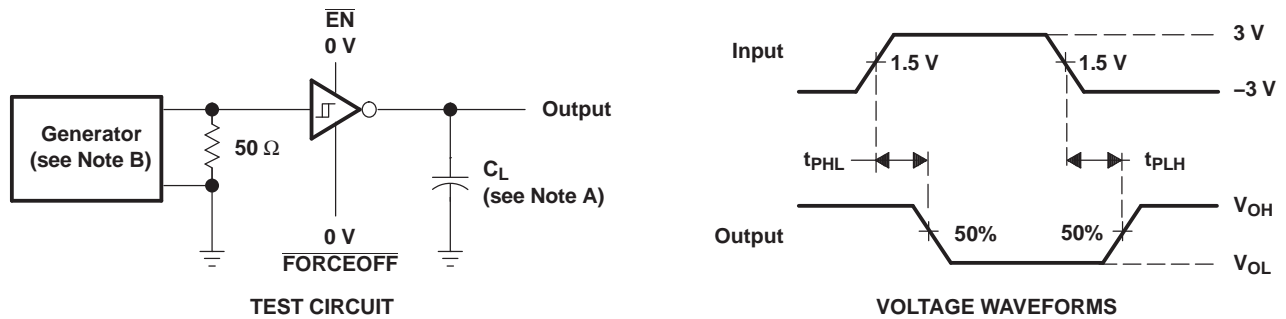 EN
0 V
Generator
(see Note B)
50 Ω
Output
CL
(see Note A)
0 V
FORCEOFF
TEST CIRCUIT
Input
1.5 V
1.5 V
3 V
–3 V
tPHL
tPLH
Output
50%
50%
VOH
VOL
VOLTAGE WAVEFORMS